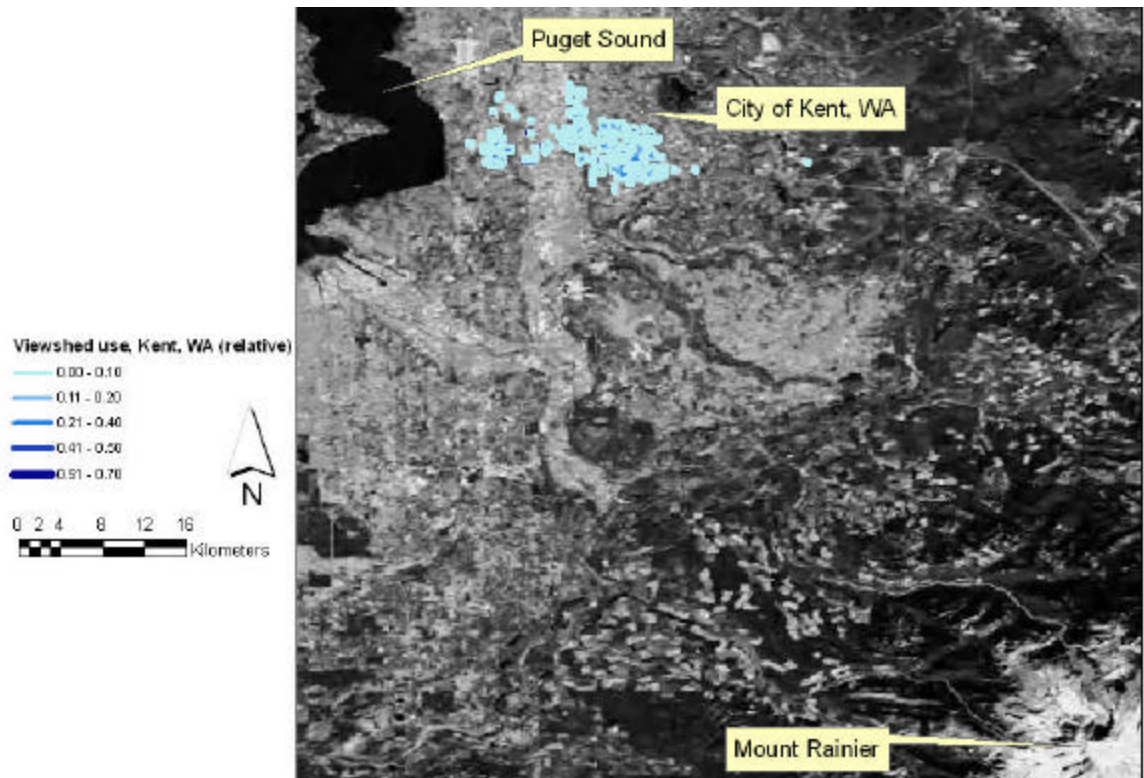 Puget Sound
City of Kent, WA
Viewshed use, Kent, WA (relative)
0.00 - 0.10
0.11 - 0.20
0.21 - 0.40
0.41 - 0.50
0.51 - 0.70
N
0 2 4 8 12 16
Kilometers
Mount Rainier